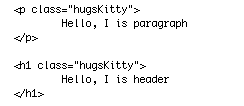 <p class="hugsKitty">
Hello, I is paragraph
</p>
<h1 class="hugsKitty">
Hello, I is header
</h1>